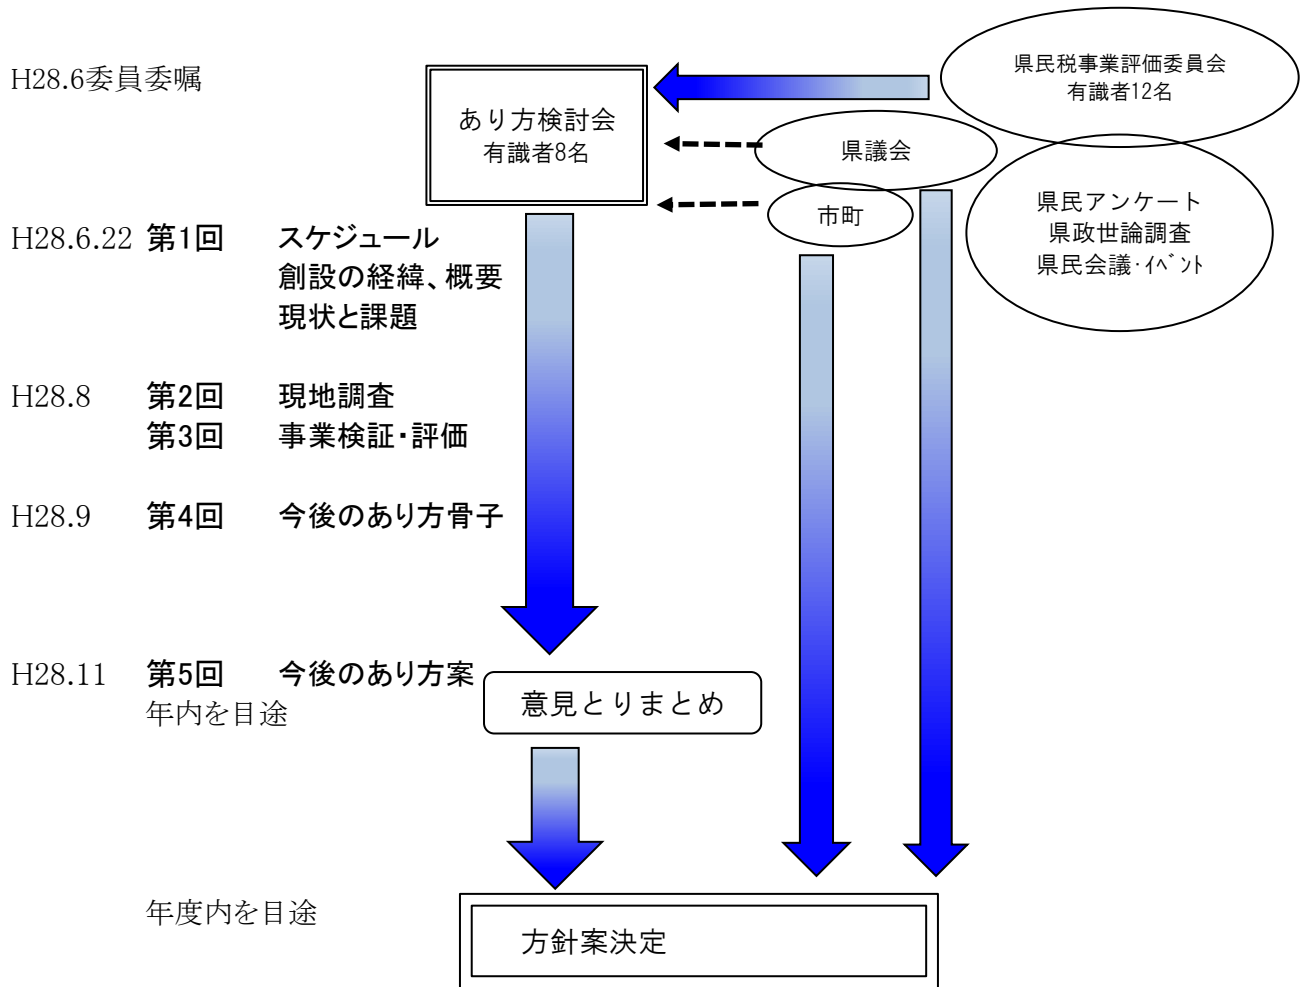 H28.6委員委嘱
県民税事業評価委員会
有識者12名
あり方検討会
有識者8名
県議会
市町
県民アンケート
県政世論調査
県民会議・ｲﾍﾞﾝﾄ
H28.6.22 第1回 スケジュール
創設の経緯、概要
現状と課題
H28.8 第2回 現地調査
第3回 事業検証・評価
H28.9 第4回 今後のあり方骨子
H28.11 第5回 今後のあり方案
年内を目途
意見とりまとめ
年度内を目途
方針案決定